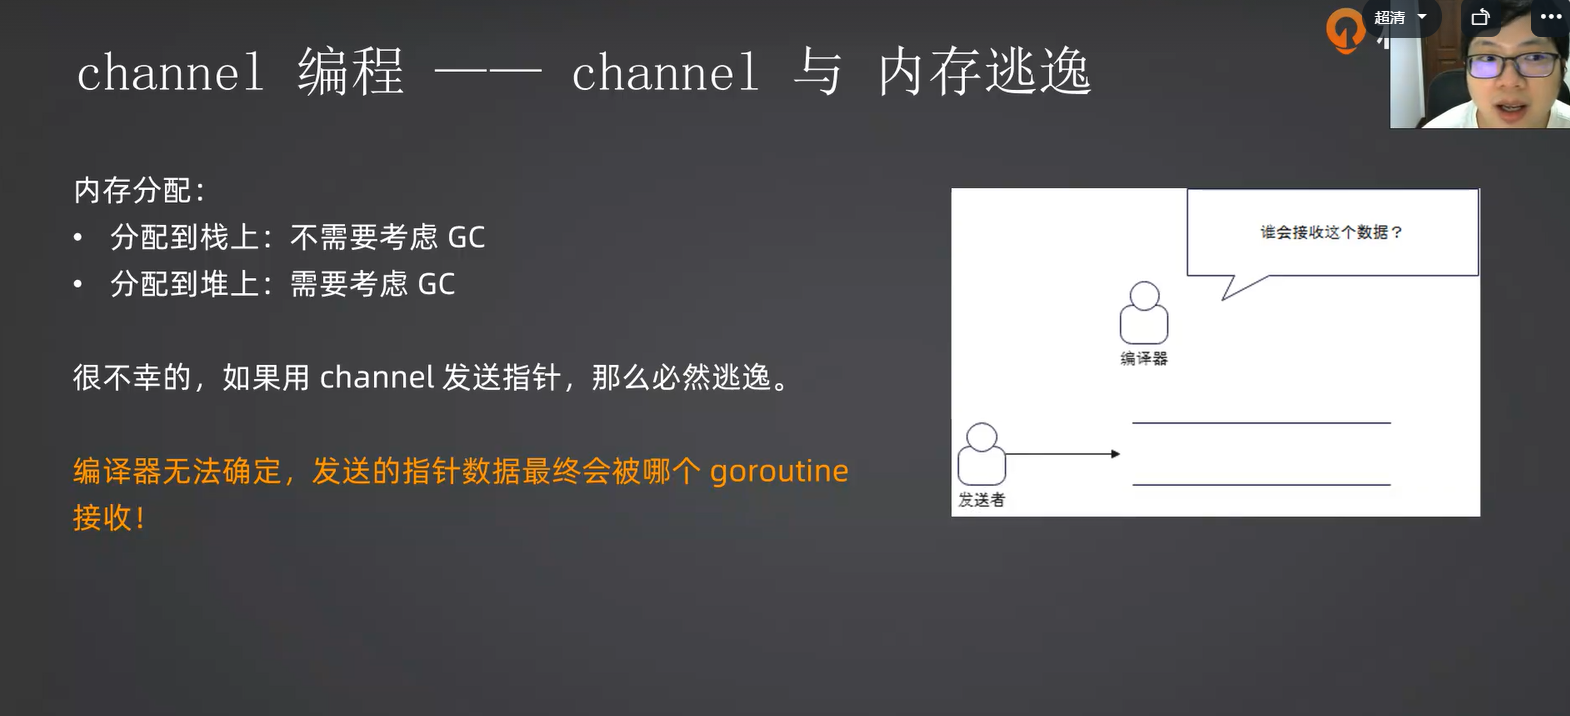 超清
channel 编程 —— channel 与 内存逃逸
内存分配：
• 分配到栈上：不需要考虑 GC
• 分配到堆上：需要考虑 GC
很不幸的，如果用 channel 发送指针，那么必然逃逸。
编译器无法确定，发送的指针数据最终会被哪个 goroutine
接收！
谁会接收这个数据？
编译器
发送者